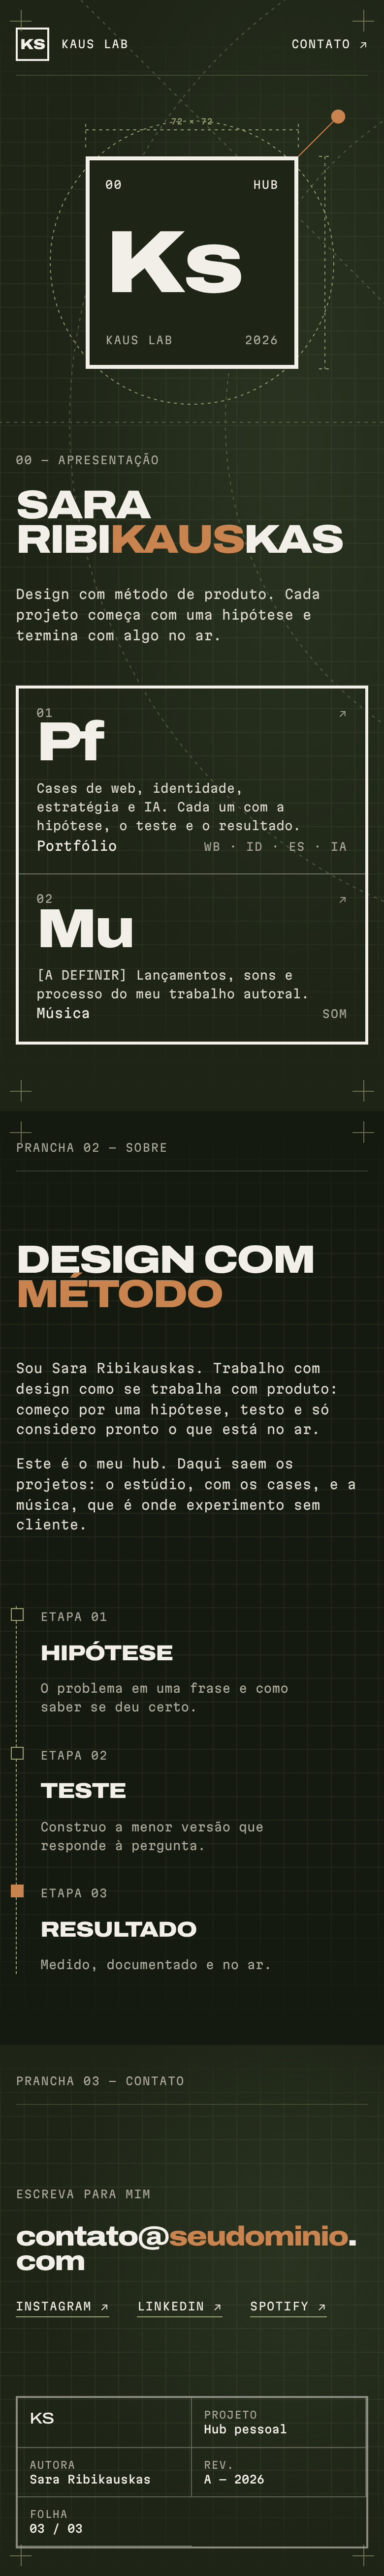 KS KAUS LAB CONTATO ↗
72 × 72
00 HUB
Ks
KAUS LAB 2026
00 — APRESENTAÇÃO
SARA
RIBIKAUSKAS
Design com método de produto. Cada
projeto começa com uma hipótese e
termina com algo no ar.
01 ↗
Pf
Cases de web, identidade,
estratégia e IA. Cada um com a
hipótese, o teste e o resultado.
Portfólio WB · ID · ES · IA
02 ↗
Mu
[A DEFINIR] Lançamentos, sons e
processo do meu trabalho autoral.
Música SOM
PRANCHA 02 — SOBRE
DESIGN COM
MÉTODO
Sou Sara Ribikauskas. Trabalho com
design como se trabalha com produto:
começo por uma hipótese, testo e só
considero pronto o que está no ar.
Este é o meu hub. Daqui saem os
projetos: o estúdio, com os cases, e a
música, que é onde experimento sem
cliente.
ETAPA 01
HIPÓTESE
O problema em uma frase e como
saber se deu certo.
ETAPA 02
TESTE
Construo a menor versão que
responde à pergunta.
ETAPA 03
RESULTADO
Medido, documentado e no ar.
PRANCHA 03 — CONTATO
ESCREVA PARA MIM
contato@seudominio.
com
INSTAGRAM ↗ LINKEDIN ↗ SPOTIFY ↗
KS
PROJETO
Hub pessoal
AUTORA
Sara Ribikauskas
REV.
A — 2026
FOLHA
03 / 03